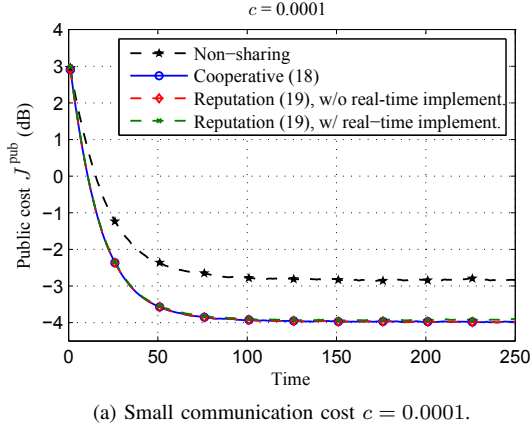 c = 0.0001
Public cost J^pub (dB)
4
3
2
1
0
−1
−2
−3
−4
Non−sharing
Cooperative (18)
Reputation (19), w/o real-time implement.
Reputation (19), w/ real−time implement.
0
50
100
150
200
250
Time
(a) Small communication cost c = 0.0001.